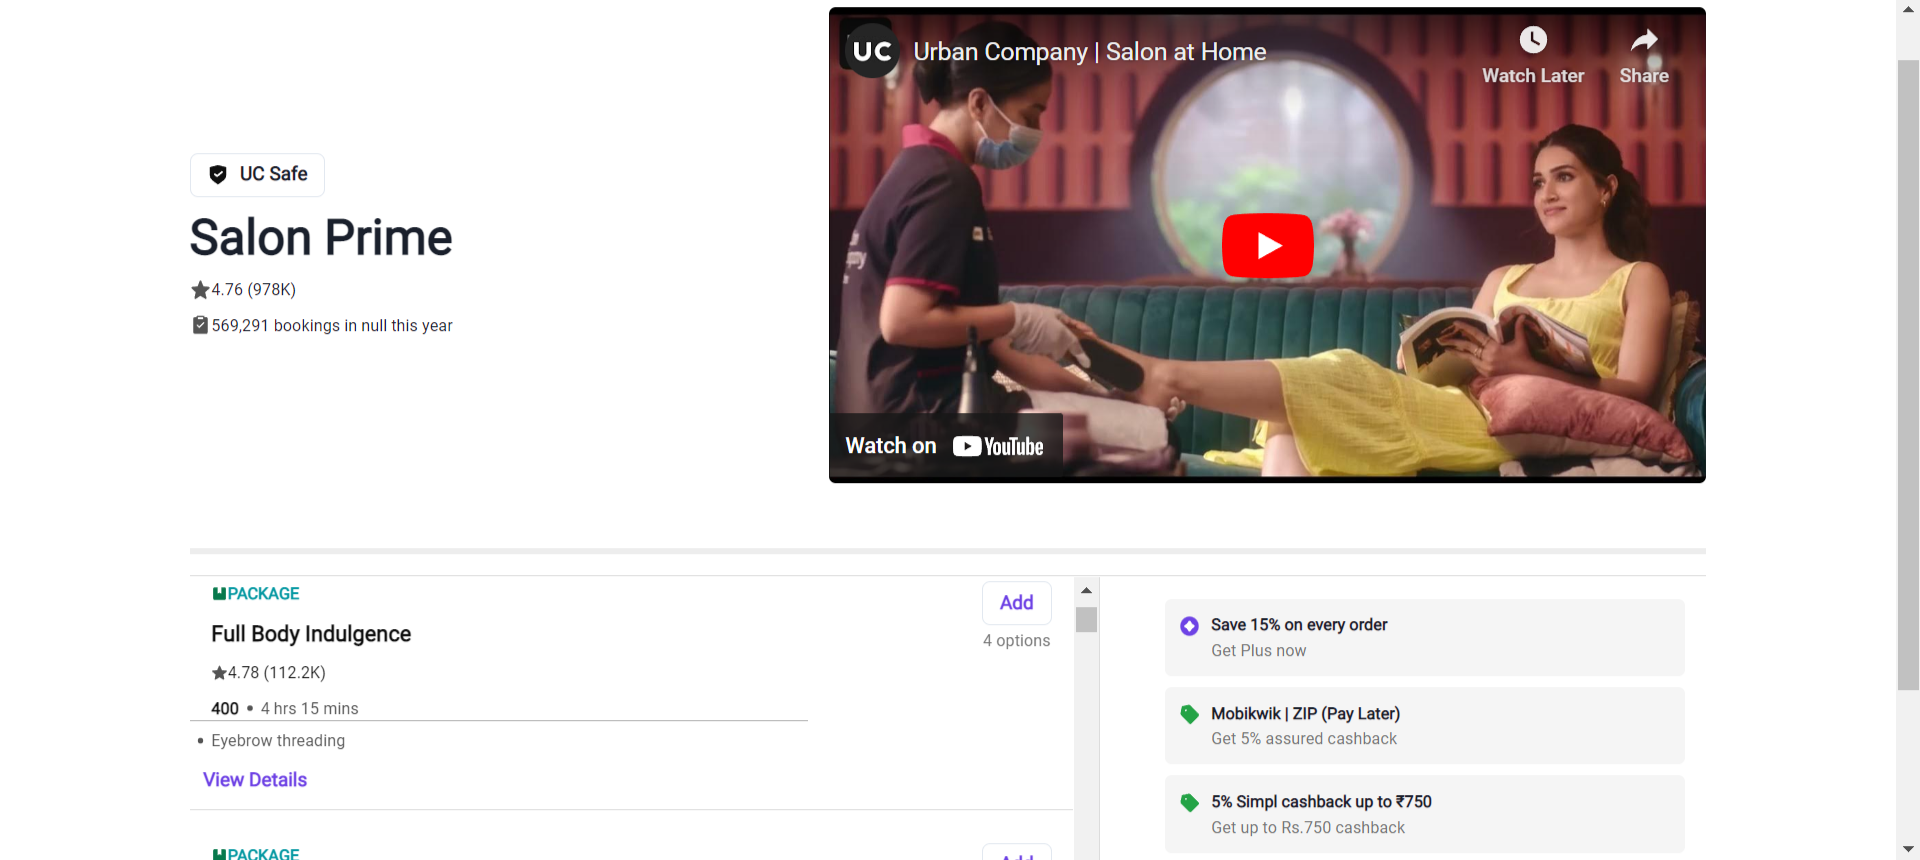 UC Safe
Salon Prime
4.76 (978K)
569,291 bookings in null this year
UC
Urban Company | Salon at Home
Watch Later
Share
Watch on YouTube
PACKAGE
Full Body Indulgence
4.78 (112.2K)
400 • 4 hrs 15 mins
• Eyebrow threading
View Details
Add
4 options
PACKAGE
Add
Save 15% on every order
Get Plus now
Mobikwik | ZIP (Pay Later)
Get 5% assured cashback
5% Simpl cashback up to ₹750
Get up to Rs.750 cashback